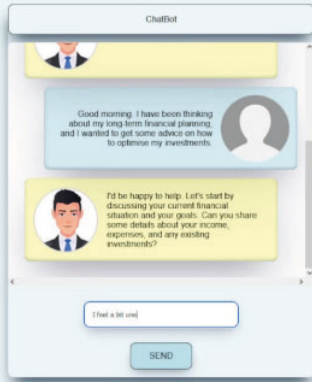 ChatBot
Good morning. I have been thinking
about my long-term financial planning,
and I wanted to get some advice on how
to optimise my investments.
I'd be happy to help. Let's start by
discussing your current financial
situation and your goals. Can you share
some details about your income,
expenses, and any existing
investments?
I feel a bit une
SEND